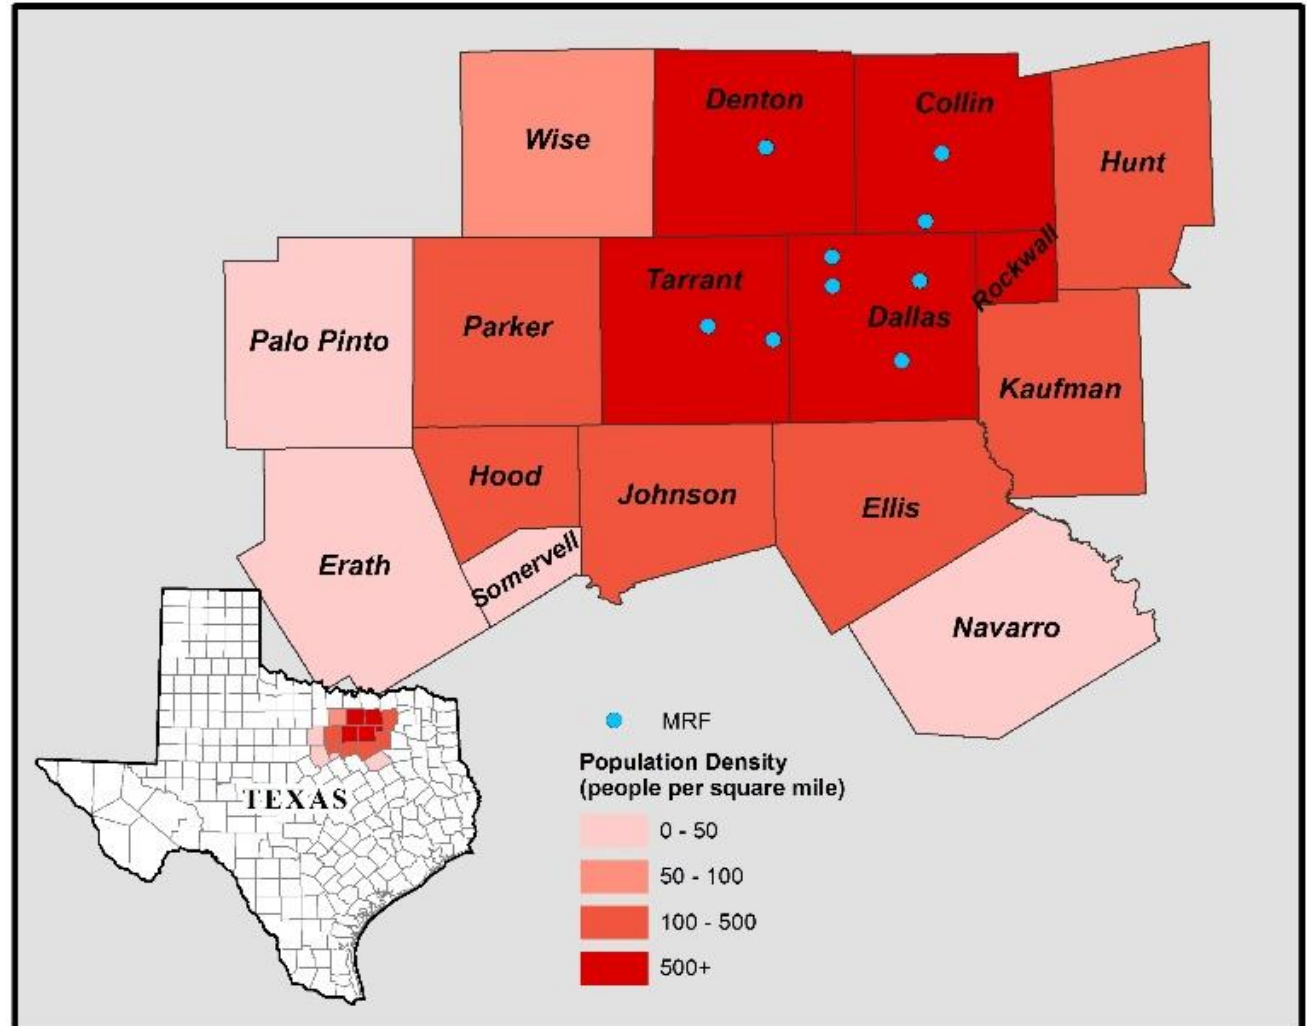 Denton
Collin
Wise
Hunt
Rockwall
Tarrant
Dallas
Parker
Palo Pinto
Kaufman
Hood
Johnson
Ellis
Erath
Somervell
Navarro
MRF
Population Density
(people per square mile)
0 - 50
50 - 100
100 - 500
500+
TEXAS